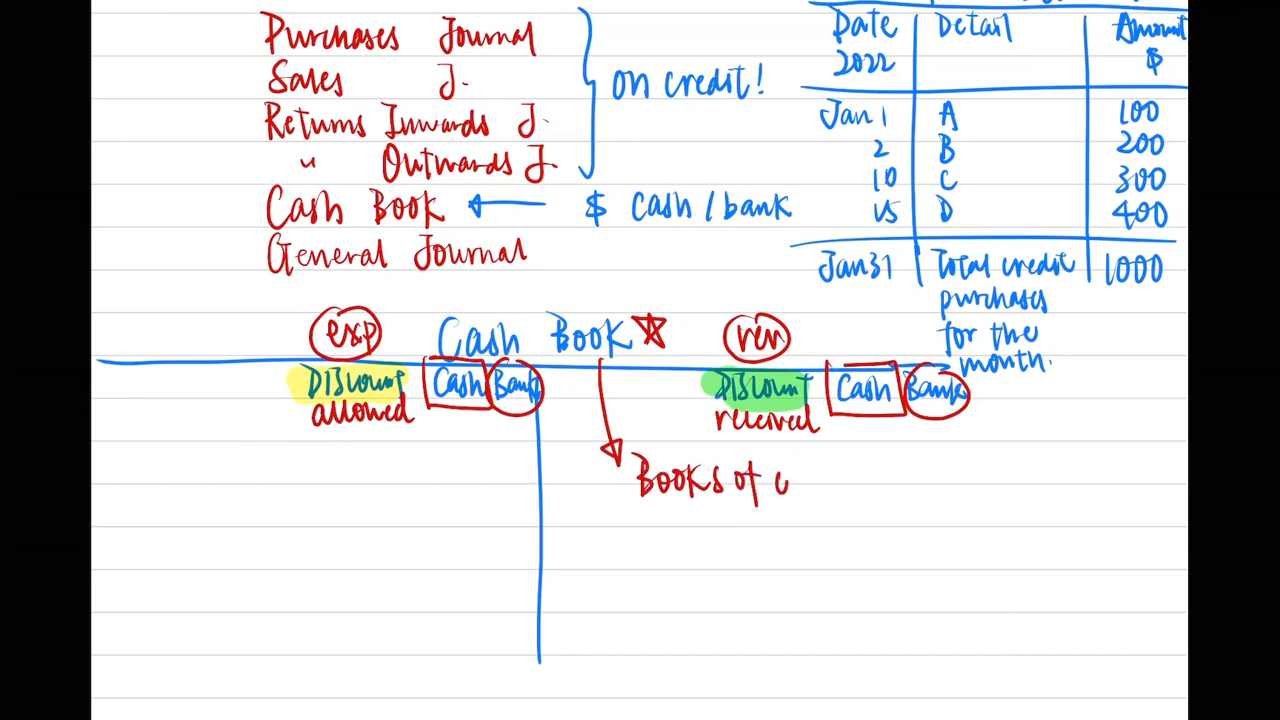 Purchases Journal
Sales J.
Returns Inwards J.
" Outwards J.
on credit!
Cash Book ← $ cash / bank
General Journal
Date Detail Amount
2022 $
Jan 1 A 100
2 B 200
10 C 300
15 D 400
Jan 31 Total credit 1000
purchases
for the
month.
exp Cash Book ☆ rev
Discount Cash Bank Discount Cash Bank
allowed received
Books of